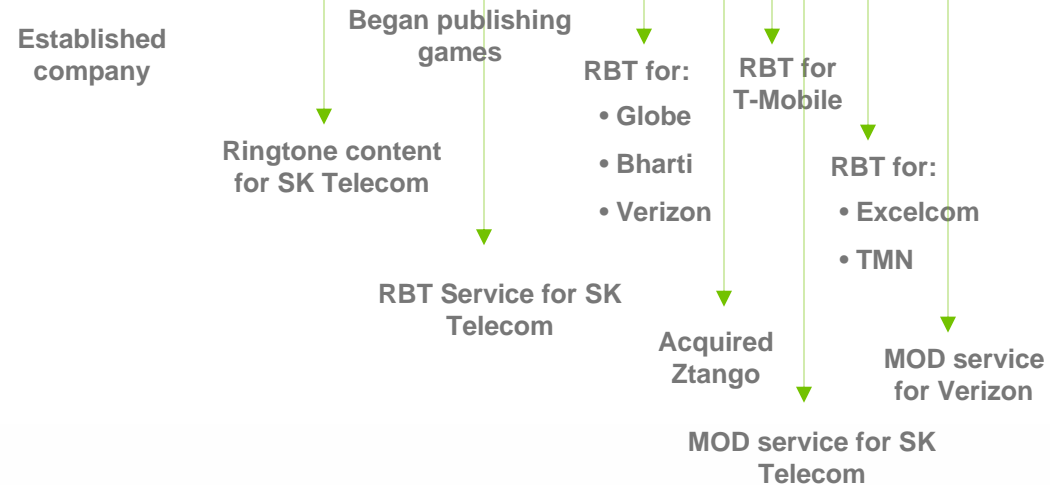 Established
company
Began publishing
games
Ringtone content
for SK Telecom
RBT Service for SK
Telecom
RBT for:
• Globe
• Bharti
• Verizon
Acquired
Ztango
RBT for
T-Mobile
MOD service for SK
Telecom
RBT for:
• Excelcom
• TMN
MOD service
for Verizon